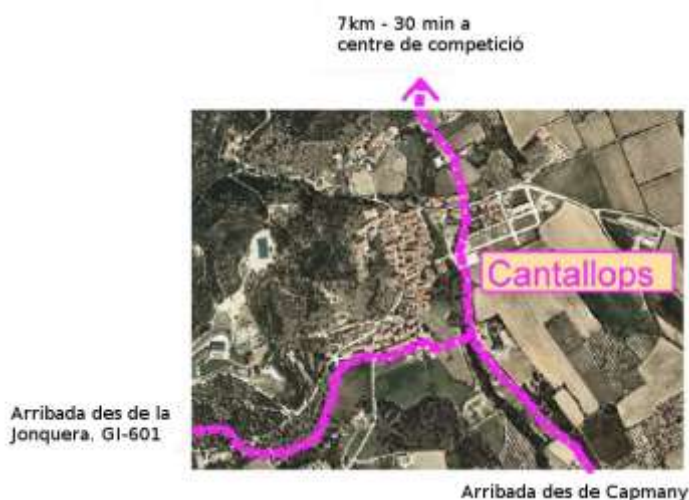 7km - 30 min a
centre de competició
Cantallops
Arribada des de la
Jonquera. GI-601
Arribada des de Capmany